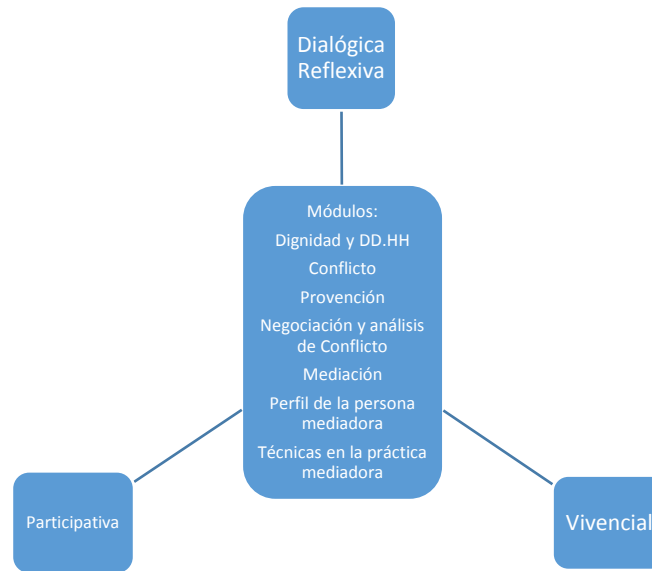 Dialógica
Reflexiva
Módulos:
Dignidad y DD.HH
Conflicto
Provención
Negociación y análisis
de Conflicto
Mediación
Perfil de la persona
mediadora
Técnicas en la práctica
mediadora
Participativa
Vivencial